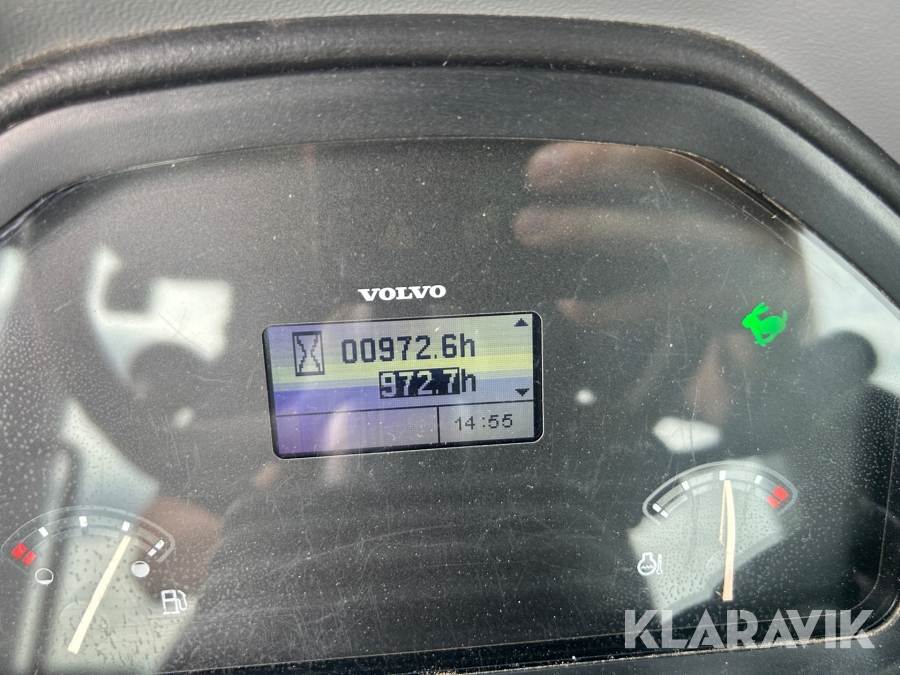 VOLVO
00972.6h
972.7h
14:55
KLARAVIK